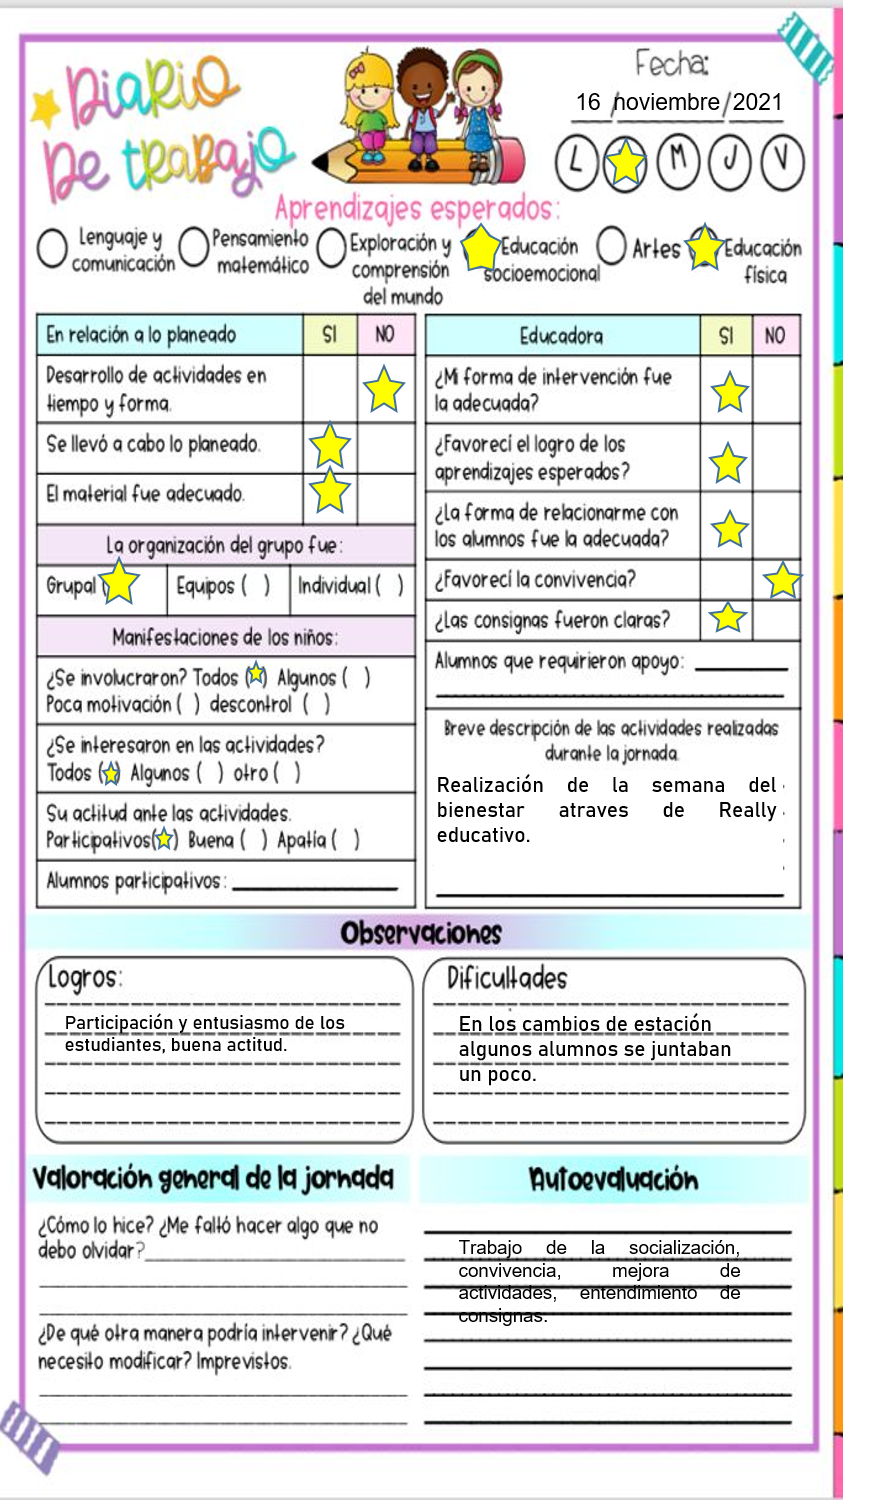 Diario
De trabajo
Fecha:
16 /noviembre/2021
L M J V
Aprendizajes esperados:
Lenguaje y comunicación
Pensamiento matemático
Exploración y comprensión del mundo
Educación socioemocional
Artes
Educación física
En relación a lo planeado SI NO
Desarrollo de actividades en
tiempo y forma.
Se llevó a cabo lo planeado.
El material fue adecuado.
La organización del grupo fue:
Grupal ( Equipos ( ) Individual ( )
Manifestaciones de los niños:
¿Se involucraron? Todos ( ) Algunos ( )
Poca motivación ( ) descontrol ( )
¿Se interesaron en las actividades?
Todos ( ) Algunos ( ) otro ( )
Su actitud ante las actividades.
Participativos( ) Buena ( ) Apatía ( )
Alumnos participativos:
Educadora SI NO
¿Mi forma de intervención fue
la adecuada?
¿Favorecí el logro de los
aprendizajes esperados?
¿La forma de relacionarme con
los alumnos fue la adecuada?
¿Favorecí la convivencia?
¿Las consignas fueron claras?
Alumnos que requirieron apoyo:
Breve descripción de las actividades realizadas
durante la jornada.
Realización de la semana del
bienestar atraves de Really
educativo.
Observaciones
Logros:
Participación y entusiasmo de los
estudiantes, buena actitud.
Dificultades
En los cambios de estación
algunos alumnos se juntaban
un poco.
Valoración general de la jornada
¿Cómo lo hice? ¿Me faltó hacer algo que no
debo olvidar?
¿De qué otra manera podría intervenir? ¿Qué
necesito modificar? Imprevistos.
Autoevaluación
Trabajo de la socialización,
convivencia, mejora de
actividades, entendimiento de
consignas.